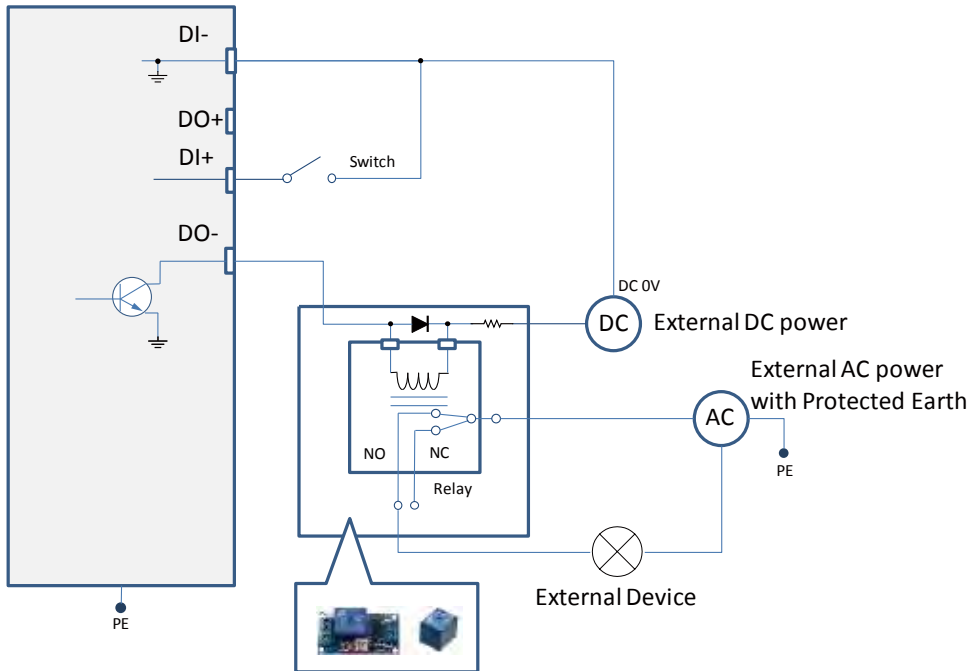 DI-
DO+
DI+
Switch
DO-
DC 0V
DC
External DC power
External AC power
with Protected Earth
AC
NO
NC
PE
Relay
External Device
PE